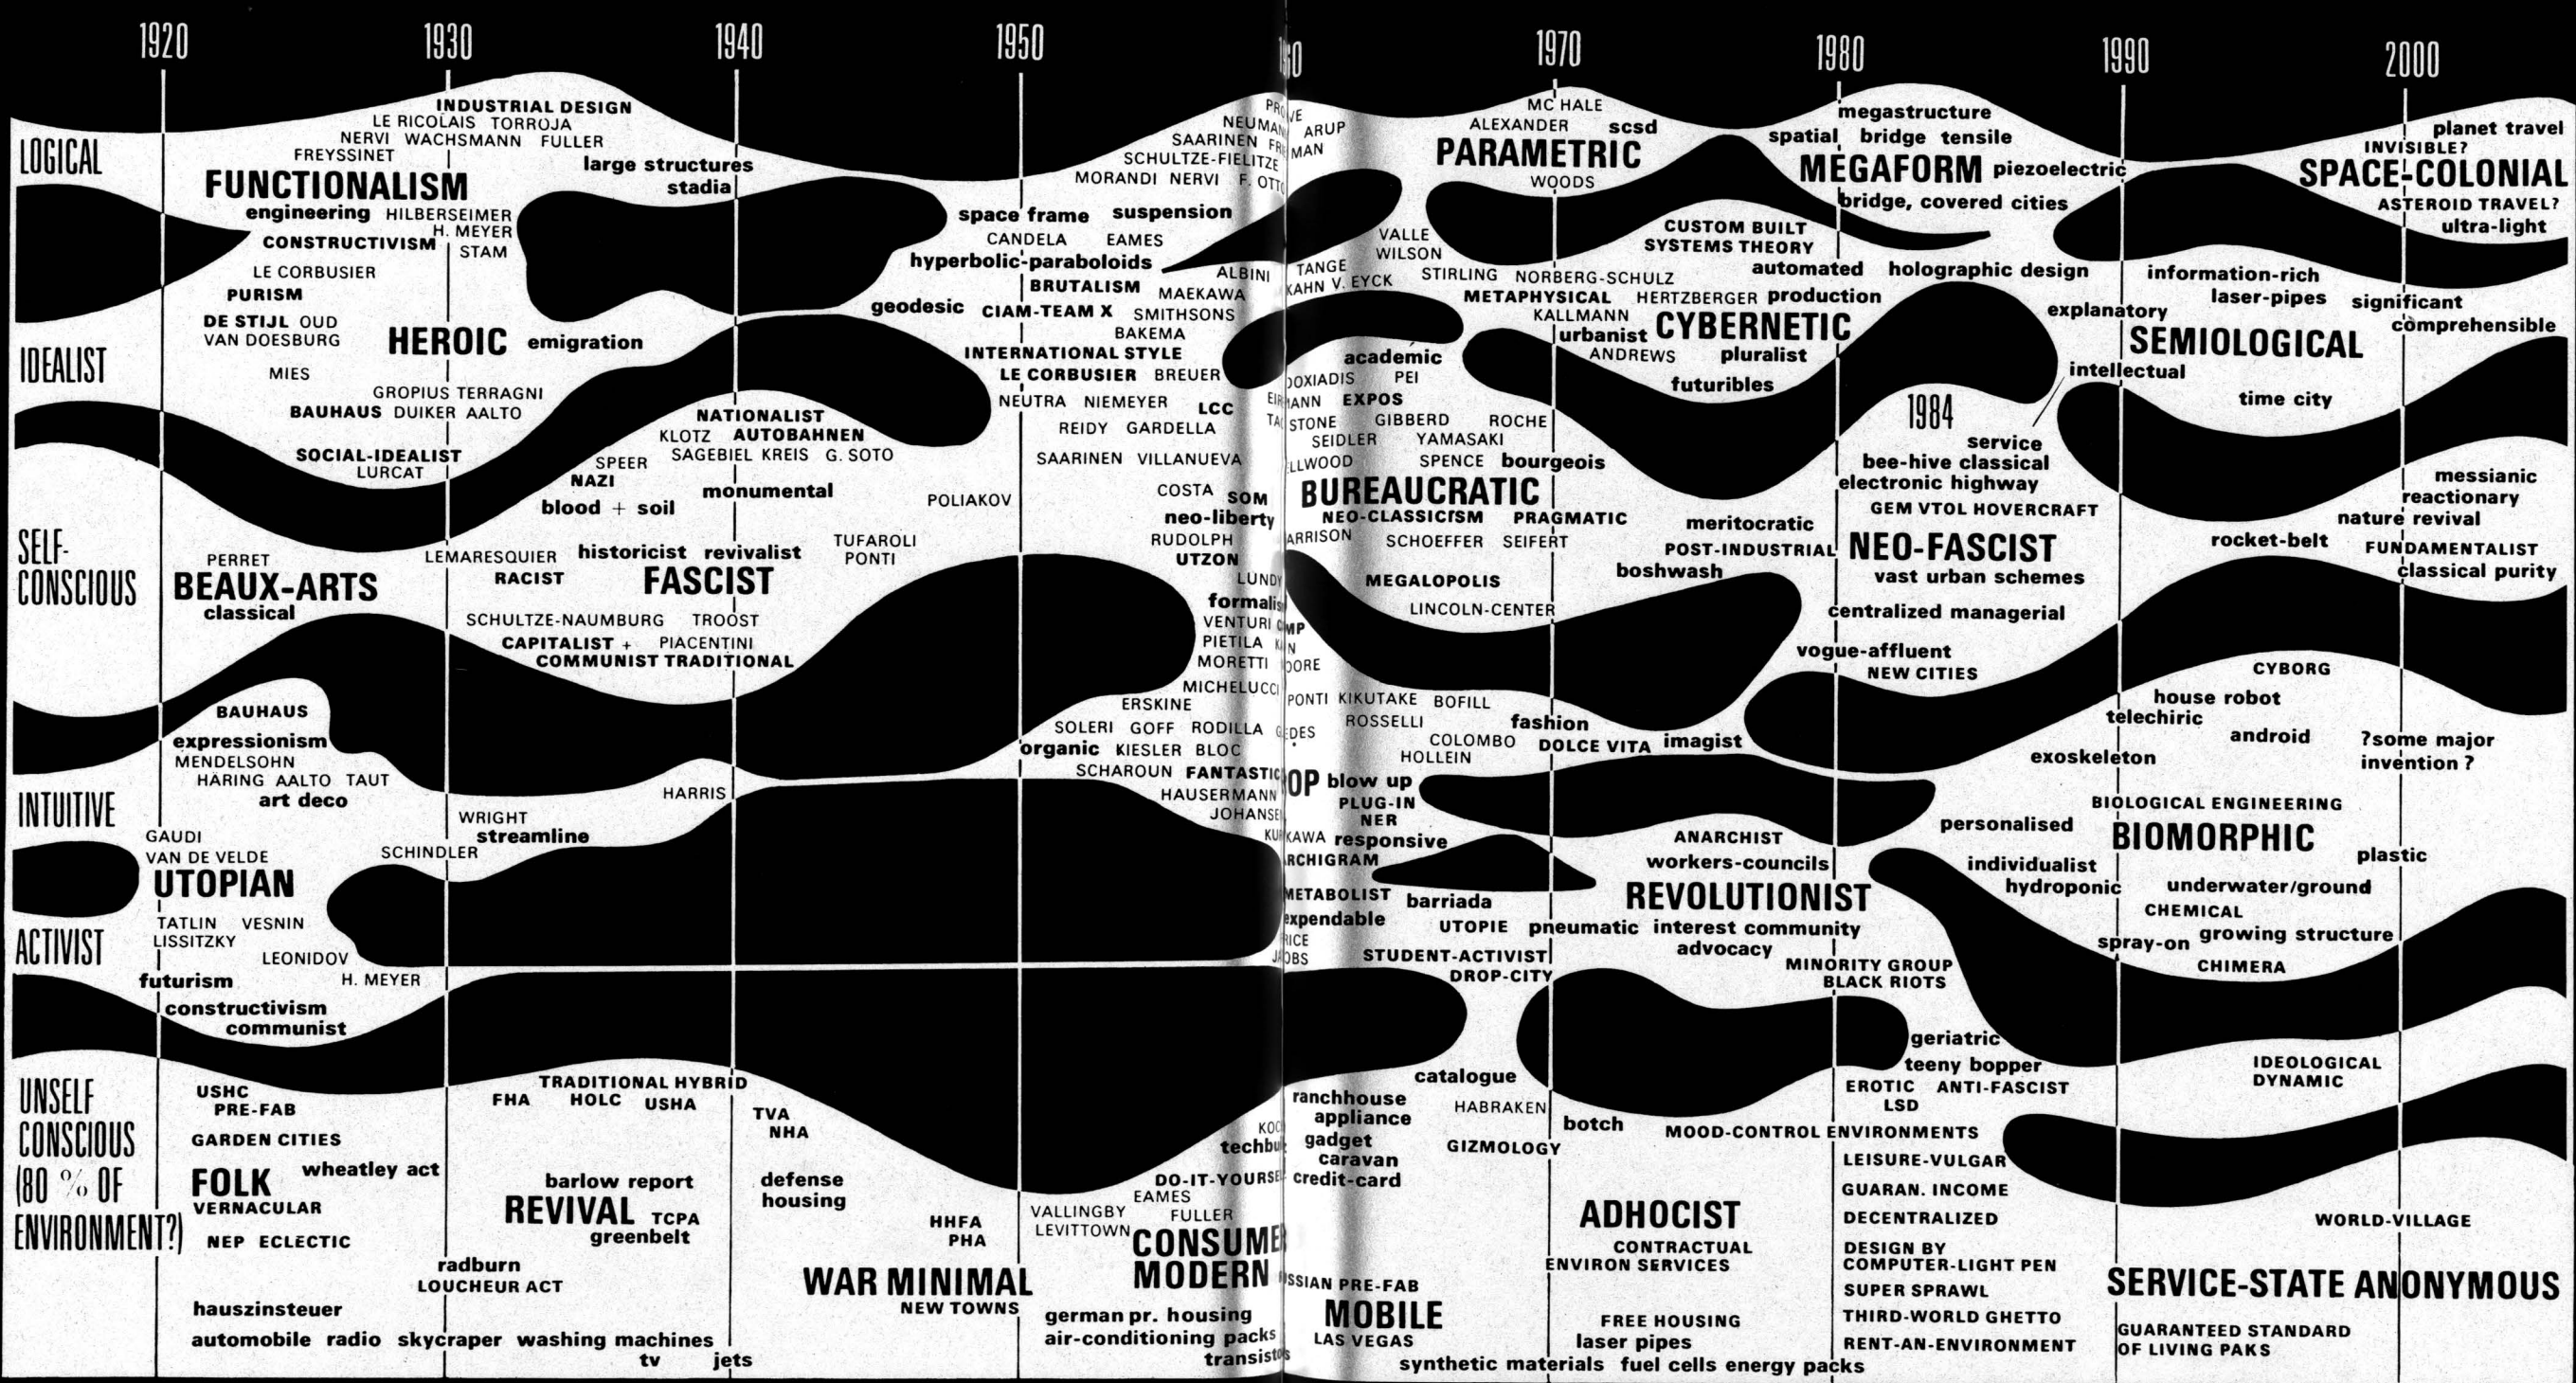 1920 1930 1940 1950 1970 1980 1990 2000
LOGICAL
INDUSTRIAL DESIGN
LE RICOLAIS TORROJA
NERVI WACHSMANN FULLER
FREYSSINET
large structures
stadia
FUNCTIONALISM
engineering HILBERSEIMER
H. MEYER
CONSTRUCTIVISM
STAM
LE CORBUSIER
PURISM
DE STIJL OUD
VAN DOESBURG
IDEALIST
HEROIC emigration
MIES
GROPIUS TERRAGNI
BAUHAUS DUIKER AALTO
SOCIAL-IDEALIST
LURCAT
NATIONALIST
KLOTZ AUTOBAHNEN
SAGEBIEL KREIS G. SOTO
SPEER
NAZI
monumental
blood + soil
POLIAKOV
SELF-
CONSCIOUS
PERRET
BEAUX-ARTS
classical
LEMARESQUIER historicist revivalist
TUFAROLI
PONTI
RACIST
FASCIST
SCHULTZE-NAUMBURG TROOST
CAPITALIST + PIACENTINI
COMMUNIST TRADITIONAL
BAUHAUS
expressionism
MENDELSOHN
HÄRING AALTO TAUT
art deco
INTUITIVE
HARRIS
WRIGHT
streamline
SCHINDLER
GAUDI
VAN DE VELDE
UTOPIAN
TATLIN VESNIN
LISSITZKY
LEONIDOV
ACTIVIST
futurism
H. MEYER
constructivism
communist
UNSELF
CONSCIOUS
(80 % OF
ENVIRONMENT?)
USHC
PRE-FAB
GARDEN CITIES
wheatley act
FOLK
VERNACULAR
NEP ECLECTIC
TRADITIONAL HYBRID
FHA HOLC USHA
TVA
NHA
barlow report
REVIVAL TCPA
greenbelt
defense
housing
HHFA
PHA
radburn
LOUCHEUR ACT
WAR MINIMAL
NEW TOWNS
hauszinsteuer
automobile radio skycraper washing machines
tv jets
NEUMAN
ARUP
SAARINEN
SCHULTZE-FIELITZ
MORANDI NERVI F. OTTO
space frame suspension
CANDELA EAMES
hyperbolic-paraboloids
ALBINI
TANGE
VALLE
WILSON
BRUTALISM
MAEKAWA
KAHN V. EYCK
geodesic CIAM-TEAM X SMITHSONS
BAKEMA
INTERNATIONAL STYLE
LE CORBUSIER BREUER
NEUTRA NIEMEYER
LCC
REIDY GARDELLA
SAARINEN VILLANUEVA
COSTA SOM
neo-liberty
RUDOLPH
UTZON
LUNDY
VENTURI
PIETILA
MORETTI
MICHELUCCI
ERSKINE
SOLERI GOFF RODILLA
organic KIESLER BLOC
SCHAROUN FANTASTIC
HAUSERMANN
academic
DOXIADIS PEI
EXPOS
STONE GIBBERD ROCHE
SEIDLER YAMASAKI
SPENCE bourgeois
BUREAUCRATIC
NEO-CLASSICISM PRAGMATIC
SCHOEFFER SEIFERT
MEGALOPOLIS
LINCOLN-CENTER
PONTI KIKUTAKE BOFILL
ROSSELLI fashion
COLOMBO DOLCE VITA imagist
HOLLEIN
blow up
PLUG-IN
NER
responsive
METABOLIST
expendable
barriada
UTOPIE pneumatic interest community
STUDENT-ACTIVIST
DROP-CITY
advocacy
MC HALE
ALEXANDER scsd
PARAMETRIC
WOODS
megastructure
spatial bridge tensile
MEGAFORM piezoelectric
bridge, covered cities
CUSTOM BUILT
SYSTEMS THEORY
STIRLING NORBERG-SCHULZ
automated holographic design
METAPHYSICAL HERTZBERGER production
KALLMANN
urbanist CYBERNETIC
ANDREWS pluralist
futuribles
1984
service
bee-hive classical
electronic highway
GEM VTOL HOVERCRAFT
meritocratic
POST-INDUSTRIAL NEO-FASCIST
boshwash
vast urban schemes
centralized managerial
vogue-affluent
NEW CITIES
ANARCHIST
workers-councils
REVOLUTIONIST
MINORITY GROUP
BLACK RIOTS
geriatric
teeny bopper
EROTIC ANTI-FASCIST
LSD
catalogue
ranchhouse
appliance
HABRAKEN
gadget
caravan
credit-card
GIZMOLOGY
botch
MOOD-CONTROL ENVIRONMENTS
EAMES
FULLER
VALLINGBY
LEVITTOWN
CONSUMER
MODERN
PRE-FAB
german pr. housing
air-conditioning packs
transistors
MOBILE
LAS VEGAS
ADHOCIST
CONTRACTUAL
ENVIRON SERVICES
FREE HOUSING
laser pipes
synthetic materials fuel cells energy packs
LEISURE-VULGAR
GUARAN. INCOME
DECENTRALIZED
DESIGN BY
COMPUTER-LIGHT PEN
SUPER SPRAWL
THIRD-WORLD GHETTO
RENT-AN-ENVIRONMENT
planet travel
INVISIBLE?
SPACE-COLONIAL
ASTEROID TRAVEL?
ultra-light
information-rich
laser-pipes significant
explanatory
comprehensible
SEMIOLOGICAL
intellectual
time city
messianic
reactionary
nature revival
rocket-belt FUNDAMENTALIST
classical purity
CYBORG
house robot
telechiric
android
?some major
invention ?
exoskeleton
BIOLOGICAL ENGINEERING
personalised
BIOMORPHIC
plastic
individualist
hydroponic underwater/ground
CHEMICAL
spray-on growing structure
CHIMERA
IDEOLOGICAL
DYNAMIC
WORLD-VILLAGE
SERVICE-STATE ANONYMOUS
GUARANTEED STANDARD
OF LIVING PAKS